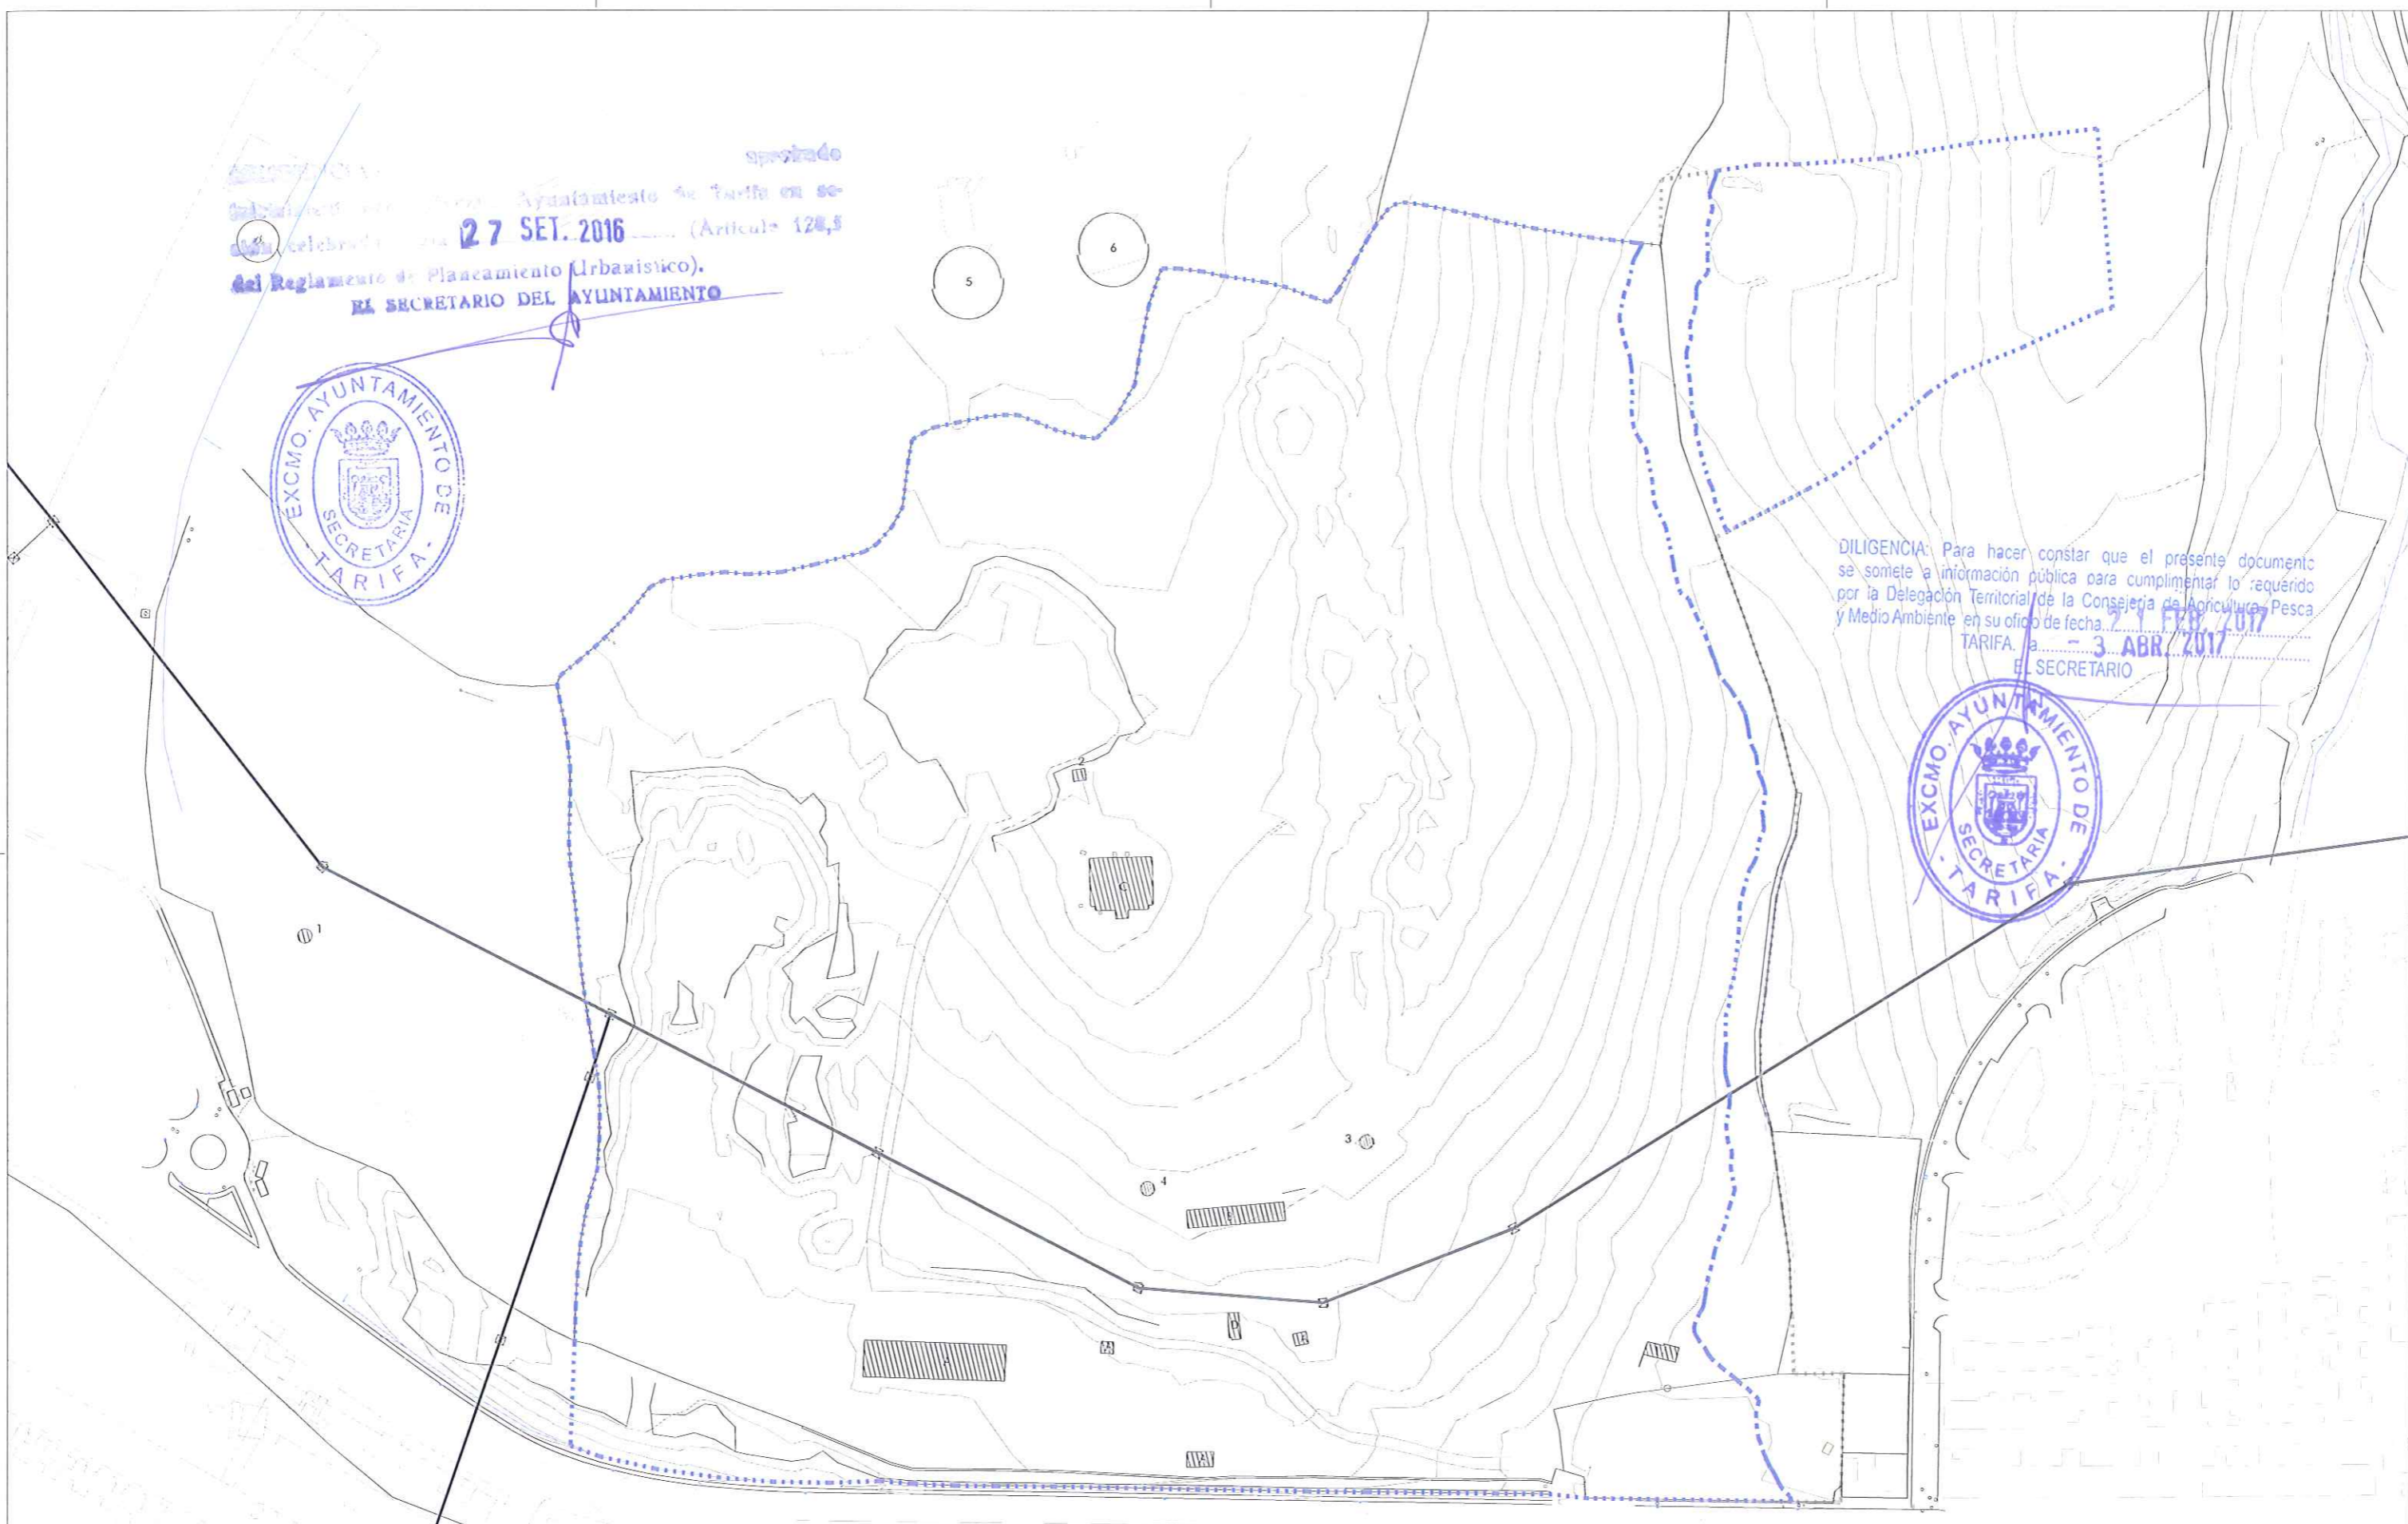 aprobado
Ayuntamiento de Tarifa en se-
celebrada 27 SET. 2016 (Artículo 128,5
del Reglamento de Planeamiento Urbanístico).
EL SECRETARIO DEL AYUNTAMIENTO
EXCMO. AYUNTAMIENTO DE
- TARIFA -
SECRETARIA
5
6
DILIGENCIA: Para hacer constar que el presente documento
se somete a información pública para cumplimentar lo requerido
por la Delegación Territorial de la Consejería de Agricultura, Pesca
y Medio Ambiente en su oficio de fecha 21 FEB. 2017
TARIFA, a - 3 ABR. 2017
EL SECRETARIO
EXCMO. AYUNTAMIENTO DE
- TARIFA -
SECRETARIA
2
C
1
3
4
D
A